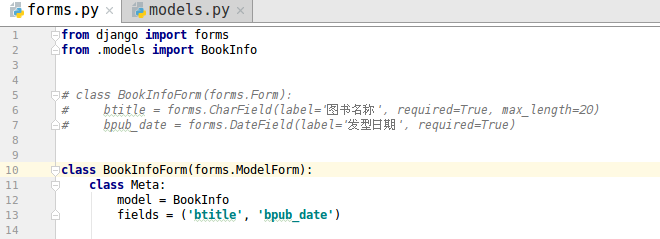 forms.py × models.py ×
1 from django import forms
2 from .models import BookInfo
3
4
5 # class BookInfoForm(forms.Form):
6 #     btitle = forms.CharField(label='图书名称', required=True, max_length=20)
7 #     bpub_date = forms.DateField(label='发型日期', required=True)
8
9
10 class BookInfoForm(forms.ModelForm):
11     class Meta:
12         model = BookInfo
13         fields = ('btitle', 'bpub_date')
14